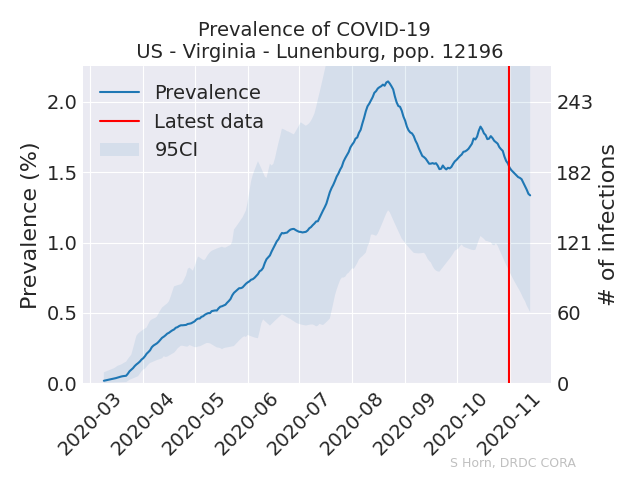 Prevalence of COVID-19
US - Virginia - Lunenburg, pop. 12196
Prevalence
Latest data
95CI
Prevalence (%)
2.0
1.5
1.0
0.5
0.0
243
182
121
60
0
# of infections
2020-03
2020-04
2020-05
2020-06
2020-07
2020-08
2020-09
2020-10
2020-11
S Horn, DRDC CORA